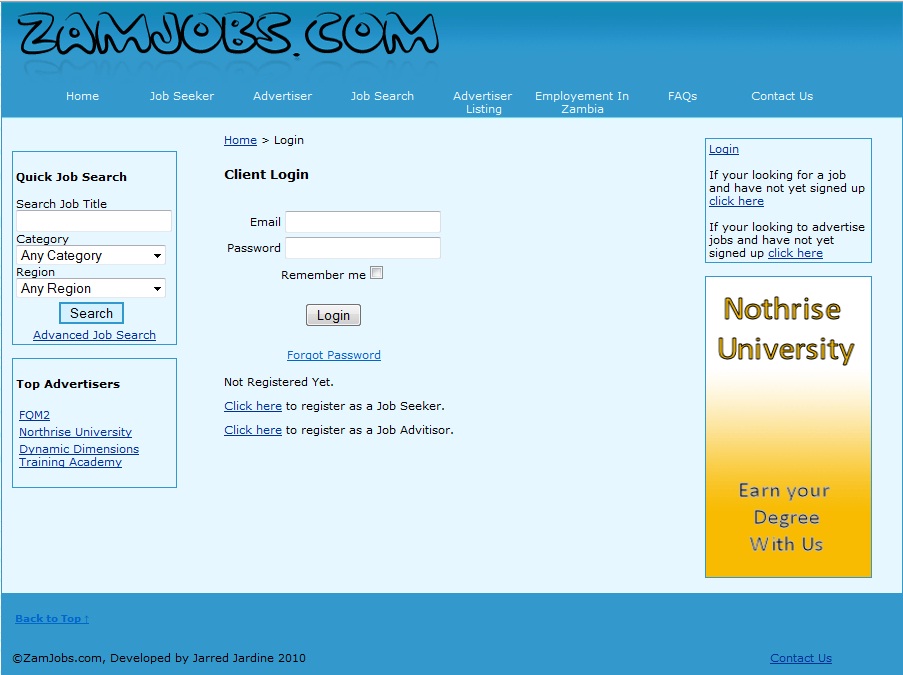 ZAMJOBS.COM
Home
Job Seeker
Advertiser
Job Search
Advertiser
Listing
Employement In
Zambia
FAQs
Contact Us
Quick Job Search
Search Job Title
Category
Any Category
Region
Any Region
Search
Advanced Job Search
Top Advertisers
FQM2
Northrise University
Dynamic Dimensions
Training Academy
Home > Login
Client Login
Email
Password
Remember me
Login
Forgot Password
Not Registered Yet.
Click here to register as a Job Seeker.
Click here to register as a Job Advitisor.
Login
If your looking for a job
and have not yet signed up
click here
If your looking to advertise
jobs and have not yet
signed up click here
Nothrise
University
Earn your
Degree
With Us
Back to Top ↑
©ZamJobs.com, Developed by Jarred Jardine 2010
Contact Us